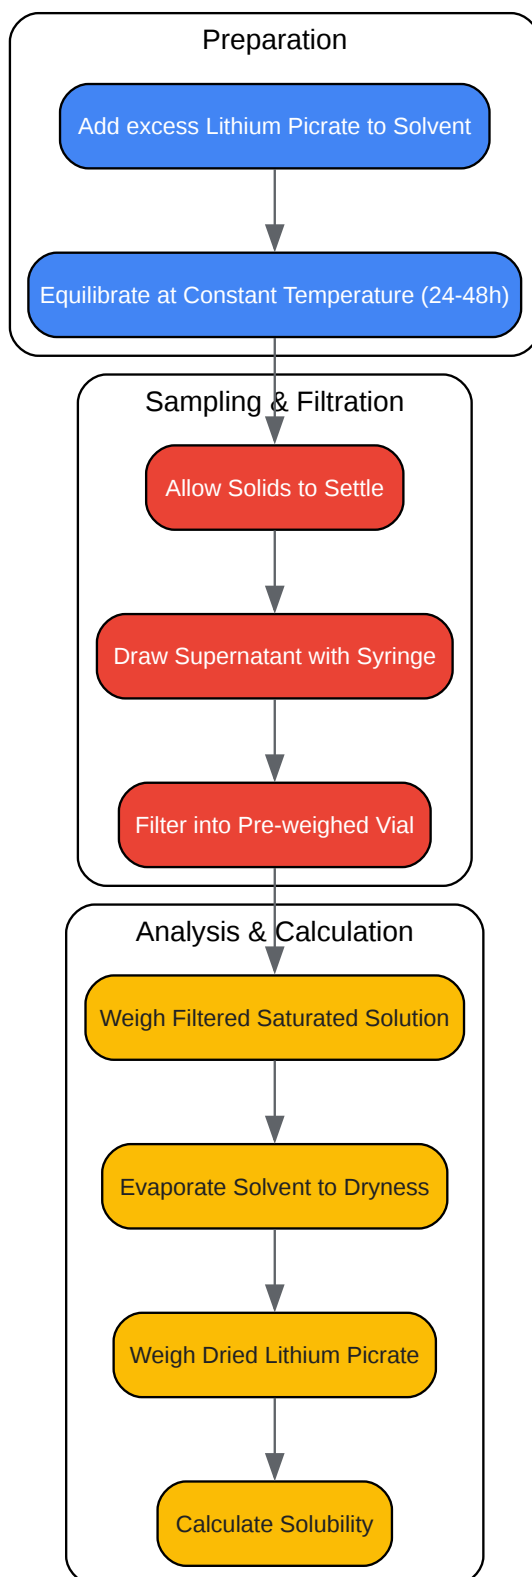 Preparation
Add excess Lithium Picrate to Solvent
Equilibrate at Constant Temperature (24-48h)
Sampling & Filtration
Allow Solids to Settle
Draw Supernatant with Syringe
Filter into Pre-weighed Vial
Analysis & Calculation
Weigh Filtered Saturated Solution
Evaporate Solvent to Dryness
Weigh Dried Lithium Picrate
Calculate Solubility